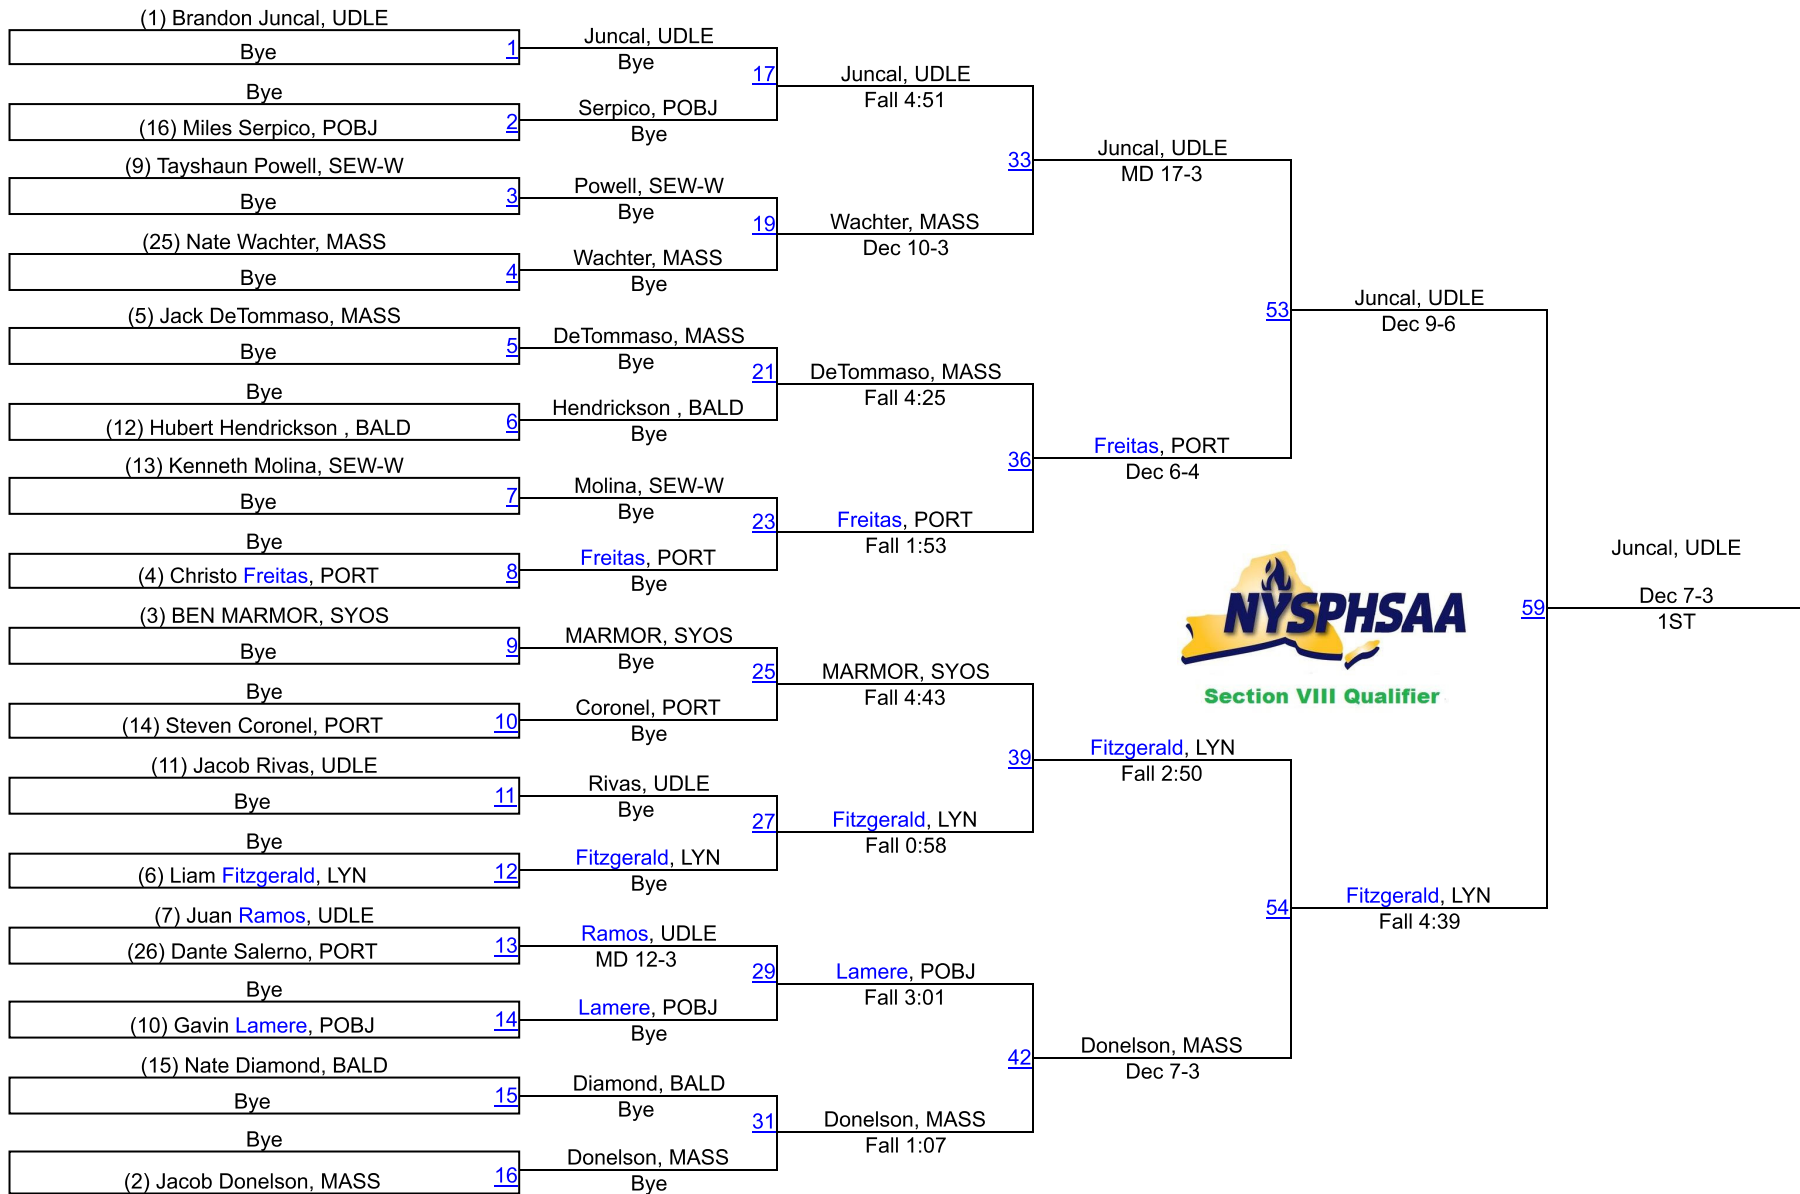 (1) Brandon Juncal, UDLE
Bye
1
Bye
(16) Miles Serpico, POBJ
2
(9) Tayshaun Powell, SEW-W
Bye
3
(25) Nate Wachter, MASS
Bye
4
(5) Jack DeTommaso, MASS
Bye
5
Bye
(12) Hubert Hendrickson , BALD
6
(13) Kenneth Molina, SEW-W
Bye
7
Bye
(4) Christo Freitas, PORT
8
(3) BEN MARMOR, SYOS
Bye
9
Bye
(14) Steven Coronel, PORT
10
(11) Jacob Rivas, UDLE
Bye
11
Bye
(6) Liam Fitzgerald, LYN
12
(7) Juan Ramos, UDLE
(26) Dante Salerno, PORT
13
Bye
(10) Gavin Lamere, POBJ
14
(15) Nate Diamond, BALD
Bye
15
Bye
(2) Jacob Donelson, MASS
16
Juncal, UDLE
Bye
17
Serpico, POBJ
Bye
Powell, SEW-W
Bye
19
Wachter, MASS
Bye
DeTommaso, MASS
Bye
21
Hendrickson , BALD
Bye
Molina, SEW-W
Bye
23
Freitas, PORT
Bye
MARMOR, SYOS
Bye
25
Coronel, PORT
Bye
Rivas, UDLE
Bye
27
Fitzgerald, LYN
Bye
Ramos, UDLE
MD 12-3
29
Lamere, POBJ
Bye
Diamond, BALD
Bye
31
Donelson, MASS
Bye
Juncal, UDLE
Fall 4:51
33
Wachter, MASS
Dec 10-3
DeTommaso, MASS
Fall 4:25
36
Freitas, PORT
Fall 1:53
MARMOR, SYOS
Fall 4:43
39
Fitzgerald, LYN
Fall 0:58
Lamere, POBJ
Fall 3:01
42
Donelson, MASS
Fall 1:07
Juncal, UDLE
MD 17-3
53
Freitas, PORT
Dec 6-4
Fitzgerald, LYN
Fall 2:50
54
Donelson, MASS
Dec 7-3
Juncal, UDLE
Dec 9-6
NYSPHSAA
Section VIII Qualifier
59
Fitzgerald, LYN
Fall 4:39
Juncal, UDLE
Dec 7-3
1ST